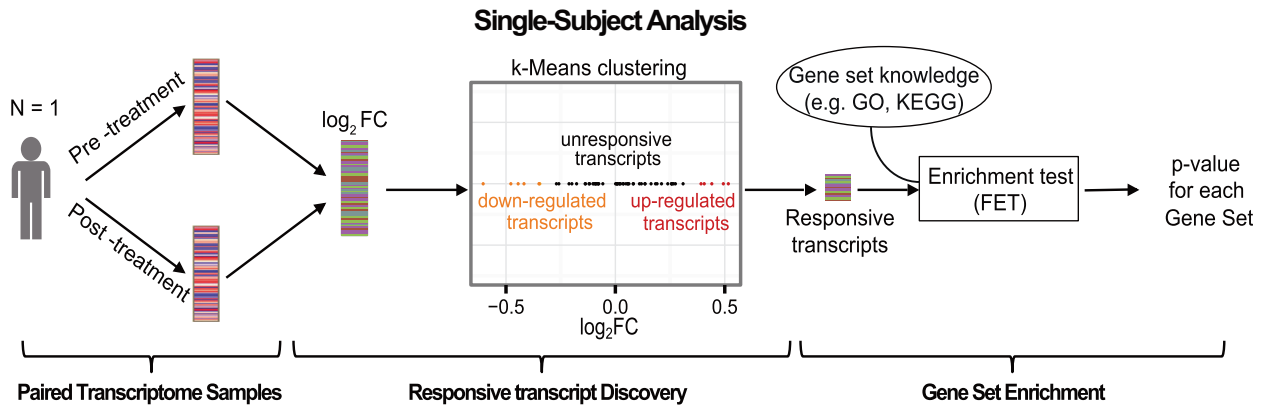 Single-Subject Analysis
N = 1
Pre -treatment
Post -treatment
log2 FC
k-Means clustering
unresponsive
transcripts
down-regulated
transcripts
up-regulated
transcripts
−0.5
0.0
0.5
log2FC
Gene set knowledge
(e.g. GO, KEGG)
Responsive
transcripts
Enrichment test
(FET)
p-value
for each
Gene Set
Paired Transcriptome Samples
Responsive transcript Discovery
Gene Set Enrichment